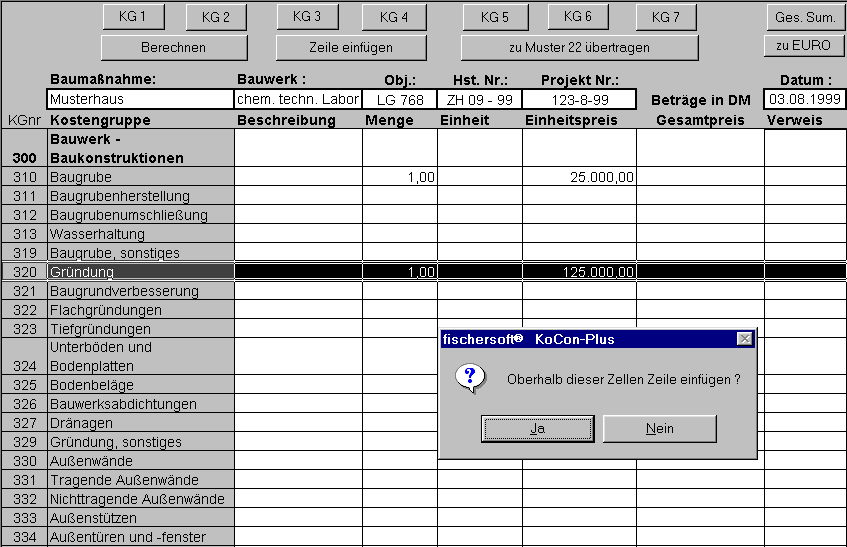 KG 1 KG 2 KG 3 KG 4 KG 5 KG 6 KG 7 Ges. Sum.
Berechnen Zeile einfügen zu Muster 22 übertragen zu EURO
Baumaßnahme: Bauwerk : Obj.: Hst. Nr.: Projekt Nr.: Datum :
Musterhaus chem. techn. Labor LG 768 ZH 09 - 99 123-8-99 Beträge in DM 03.08.1999
KGnr Kostengruppe Beschreibung Menge Einheit Einheitspreis Gesamtpreis Verweis
Bauwerk -
300 Baukonstruktionen
310 Baugrube 1,00 25.000,00
311 Baugrubenherstellung
312 Baugrubenumschließung
313 Wasserhaltung
319 Baugrube, sonstiges
320 Gründung 1,00 125.000,00
321 Baugrundverbesserung
322 Flachgründungen
323 Tiefgründungen
Unterböden und
324 Bodenplatten
325 Bodenbeläge
326 Bauwerksabdichtungen
327 Dränagen
329 Gründung, sonstiges
330 Außenwände
331 Tragende Außenwände
332 Nichttragende Außenwände
333 Außenstützen
334 Außentüren und -fenster
fischersoft® KoCon-Plus
Oberhalb dieser Zellen Zeile einfügen ?
Ja Nein